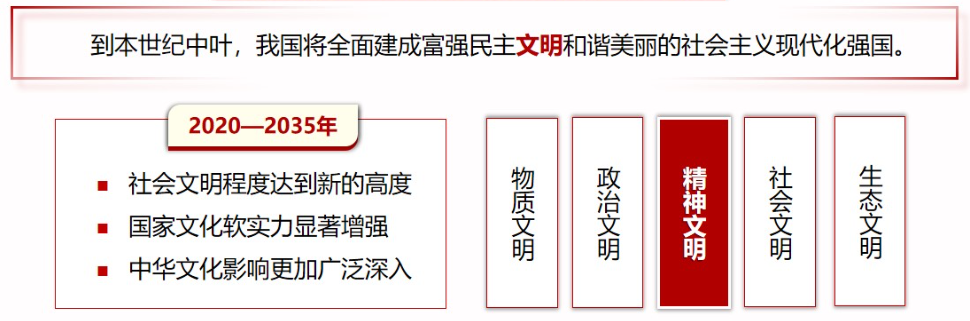 到本世纪中叶，我国将全面建成富强民主文明和谐美丽的社会主义现代化强国。
2020—2035年
■ 社会文明程度达到新的高度
■ 国家文化软实力显著增强
■ 中华文化影响更加广泛深入
物质文明
政治文明
精神文明
社会文明
生态文明